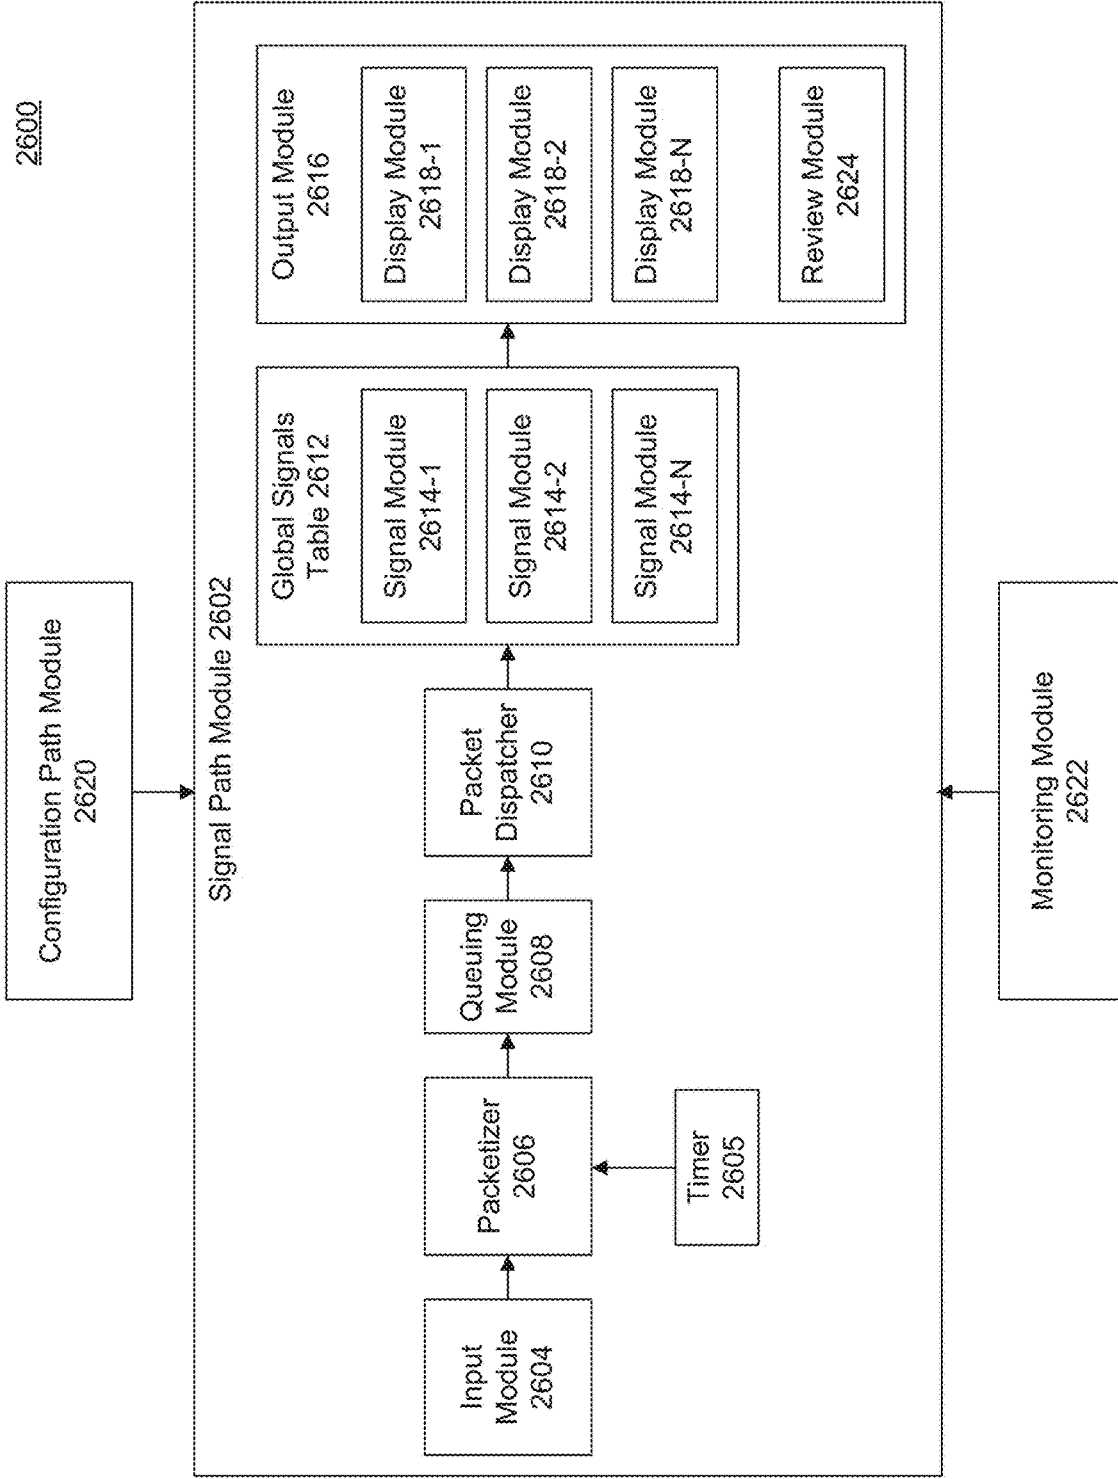 2600
Configuration Path Module
2620
Signal Path Module 2602
Input
Module
2604
Packetizer
2606
Timer
2605
Queuing
Module
2608
Packet
Dispatcher
2610
Global Signals
Table 2612
Signal Module
2614-1
Signal Module
2614-2
Signal Module
2614-N
Output Module
2616
Display Module
2618-1
Display Module
2618-2
Display Module
2618-N
Review Module
2624
Monitoring Module
2622